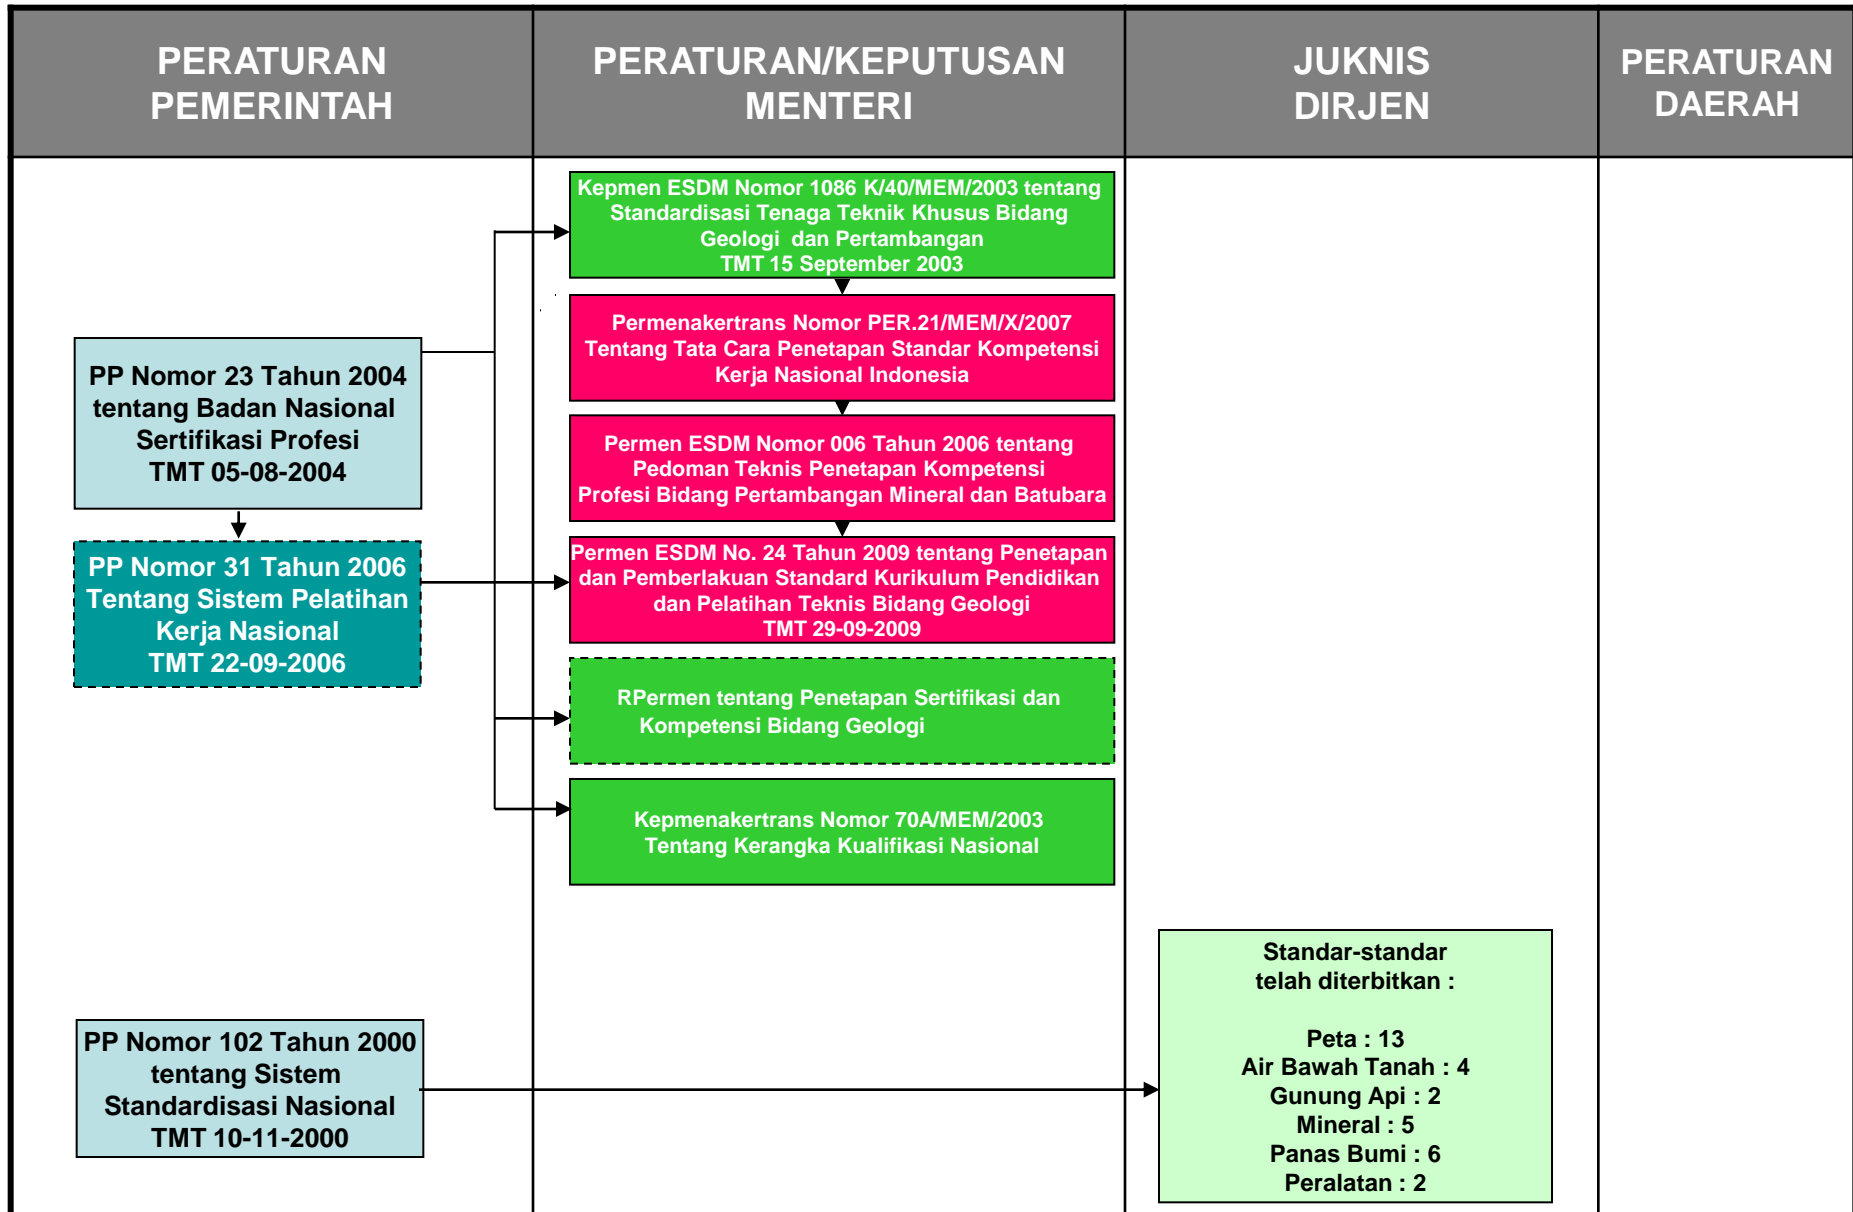 PERATURAN
PEMERINTAH
PERATURAN/KEPUTUSAN
MENTERI
JUKNIS
DIRJEN
PERATURAN
DAERAH
Kepmen ESDM Nomor 1086 K/40/MEM/2003 tentang
Standardisasi Tenaga Teknik Khusus Bidang
Geologi dan Pertambangan
TMT 15 September 2003
Permenakertrans Nomor PER.21/MEM/X/2007
Tentang Tata Cara Penetapan Standar Kompetensi
Kerja Nasional Indonesia
PP Nomor 23 Tahun 2004
tentang Badan Nasional
Sertifikasi Profesi
TMT 05-08-2004
Permen ESDM Nomor 006 Tahun 2006 tentang
Pedoman Teknis Penetapan Kompetensi
Profesi Bidang Pertambangan Mineral dan Batubara
PP Nomor 31 Tahun 2006
Tentang Sistem Pelatihan
Kerja Nasional
TMT 22-09-2006
Permen ESDM No. 24 Tahun 2009 tentang Penetapan
dan Pemberlakuan Standard Kurikulum Pendidikan
dan Pelatihan Teknis Bidang Geologi
TMT 29-09-2009
RPermen tentang Penetapan Sertifikasi dan
Kompetensi Bidang Geologi
Kepmenakertrans Nomor 70A/MEM/2003
Tentang Kerangka Kualifikasi Nasional
PP Nomor 102 Tahun 2000
tentang Sistem
Standardisasi Nasional
TMT 10-11-2000
Standar-standar
telah diterbitkan :
Peta : 13
Air Bawah Tanah : 4
Gunung Api : 2
Mineral : 5
Panas Bumi : 6
Peralatan : 2